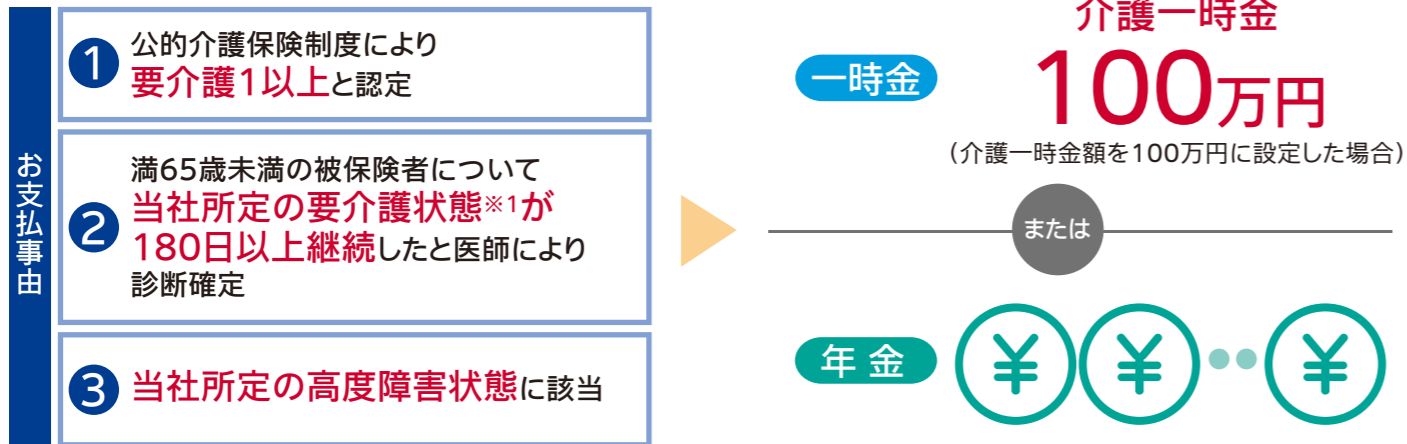 お支払事由
1 公的介護保険制度により
要介護1以上と認定
2 満65歳未満の被保険者について
当社所定の要介護状態※1が
180日以上継続したと医師により
診断確定
3 当社所定の高度障害状態に該当
一時金
介護一時金
100万円
(介護一時金額を100万円に設定した場合)
または
年金
¥ ¥ ¥